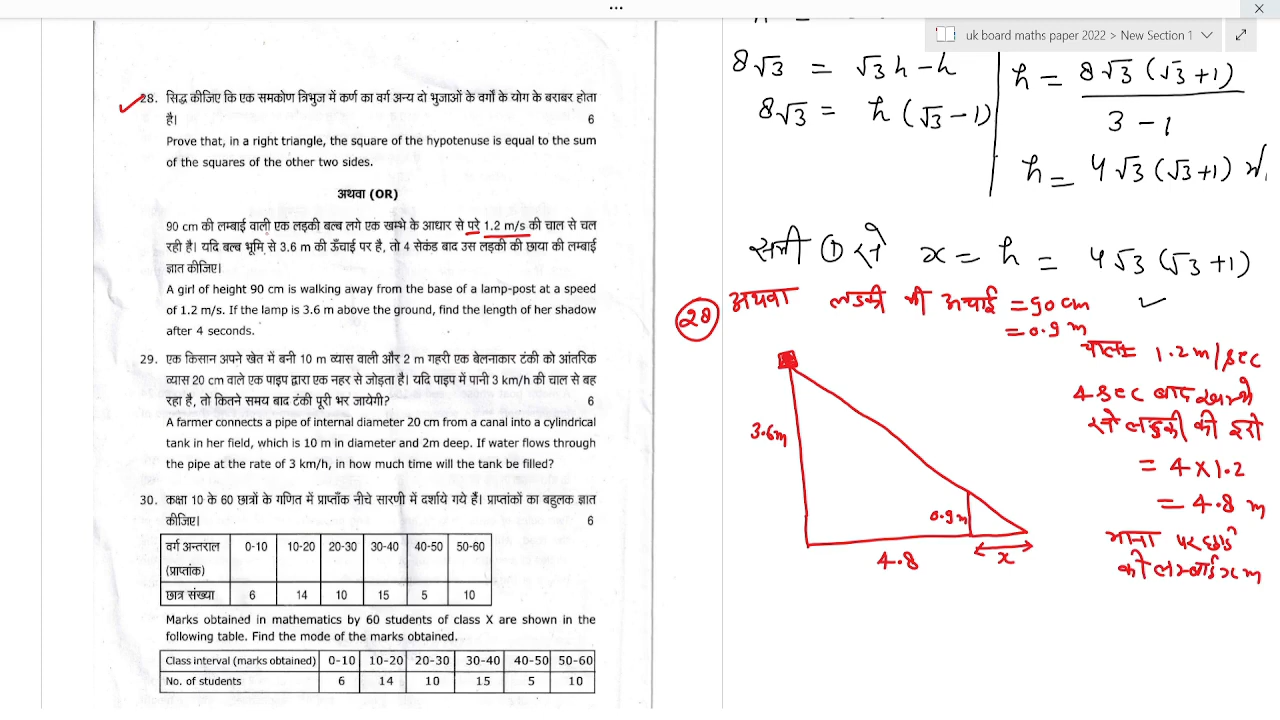 ...
uk board maths paper 2022 > New Section 1
28. सिद्ध कीजिए कि एक समकोण त्रिभुज में कर्ण का वर्ग अन्य दो भुजाओं के वर्गों के योग के बराबर होता
है। 6
Prove that, in a right triangle, the square of the hypotenuse is equal to the sum
of the squares of the other two sides.
अथवा (OR)
90 cm की लम्बाई वाली एक लड़की बल्ब लगे एक खम्भे के आधार से परे 1.2 m/s की चाल से चल
रही है। यदि बल्ब भूमि से 3.6 m की ऊँचाई पर है, तो 4 सेकंड बाद उस लड़की की छाया की लम्बाई
ज्ञात कीजिए।
A girl of height 90 cm is walking away from the base of a lamp-post at a speed
of 1.2 m/s. If the lamp is 3.6 m above the ground, find the length of her shadow
after 4 seconds.
29. एक किसान अपने खेत में बनी 10 m व्यास वाली और 2 m गहरी एक बेलनाकार टंकी को आंतरिक
व्यास 20 cm वाले एक पाइप द्वारा एक नहर से जोड़ता है। यदि पाइप में पानी 3 km/h की चाल से बह
रहा है, तो कितने समय बाद टंकी पूरी भर जायेगी? 6
A farmer connects a pipe of internal diameter 20 cm from a canal into a cylindrical
tank in her field, which is 10 m in diameter and 2m deep. If water flows through
the pipe at the rate of 3 km/h, in how much time will the tank be filled?
30. कक्षा 10 के 60 छात्रों के गणित में प्राप्ताँक नीचे सारणी में दर्शाये गये हैं। प्राप्तांकों का बहुलक ज्ञात
कीजिए। 6
वर्ग अन्तराल 0-10 10-20 20-30 30-40 40-50 50-60
(प्राप्तांक)
छात्र संख्या 6 14 10 15 5 10
Marks obtained in mathematics by 60 students of class X are shown in the
following table. Find the mode of the marks obtained.
Class interval (marks obtained) 0-10 10-20 20-30 30-40 40-50 50-60
No. of students 6 14 10 15 5 10
8√3 = √3h-h
8√3 = h(√3-1)
h = 8√3(√3+1)
3-1
h = 4√3(√3+1) मी.
समी ① से x = h = 4√3(√3+1)
28 अथवा लडकी की ऊचाई = 90 cm
= 0.9 m
चाल = 1.2 m/sec
4 sec बाद खम्भे
से लड़की की दूरी
= 4 X 1.2
= 4.8 m
माना परछाई
की लम्बाई x m
3.6m
0.9m
4.8
x